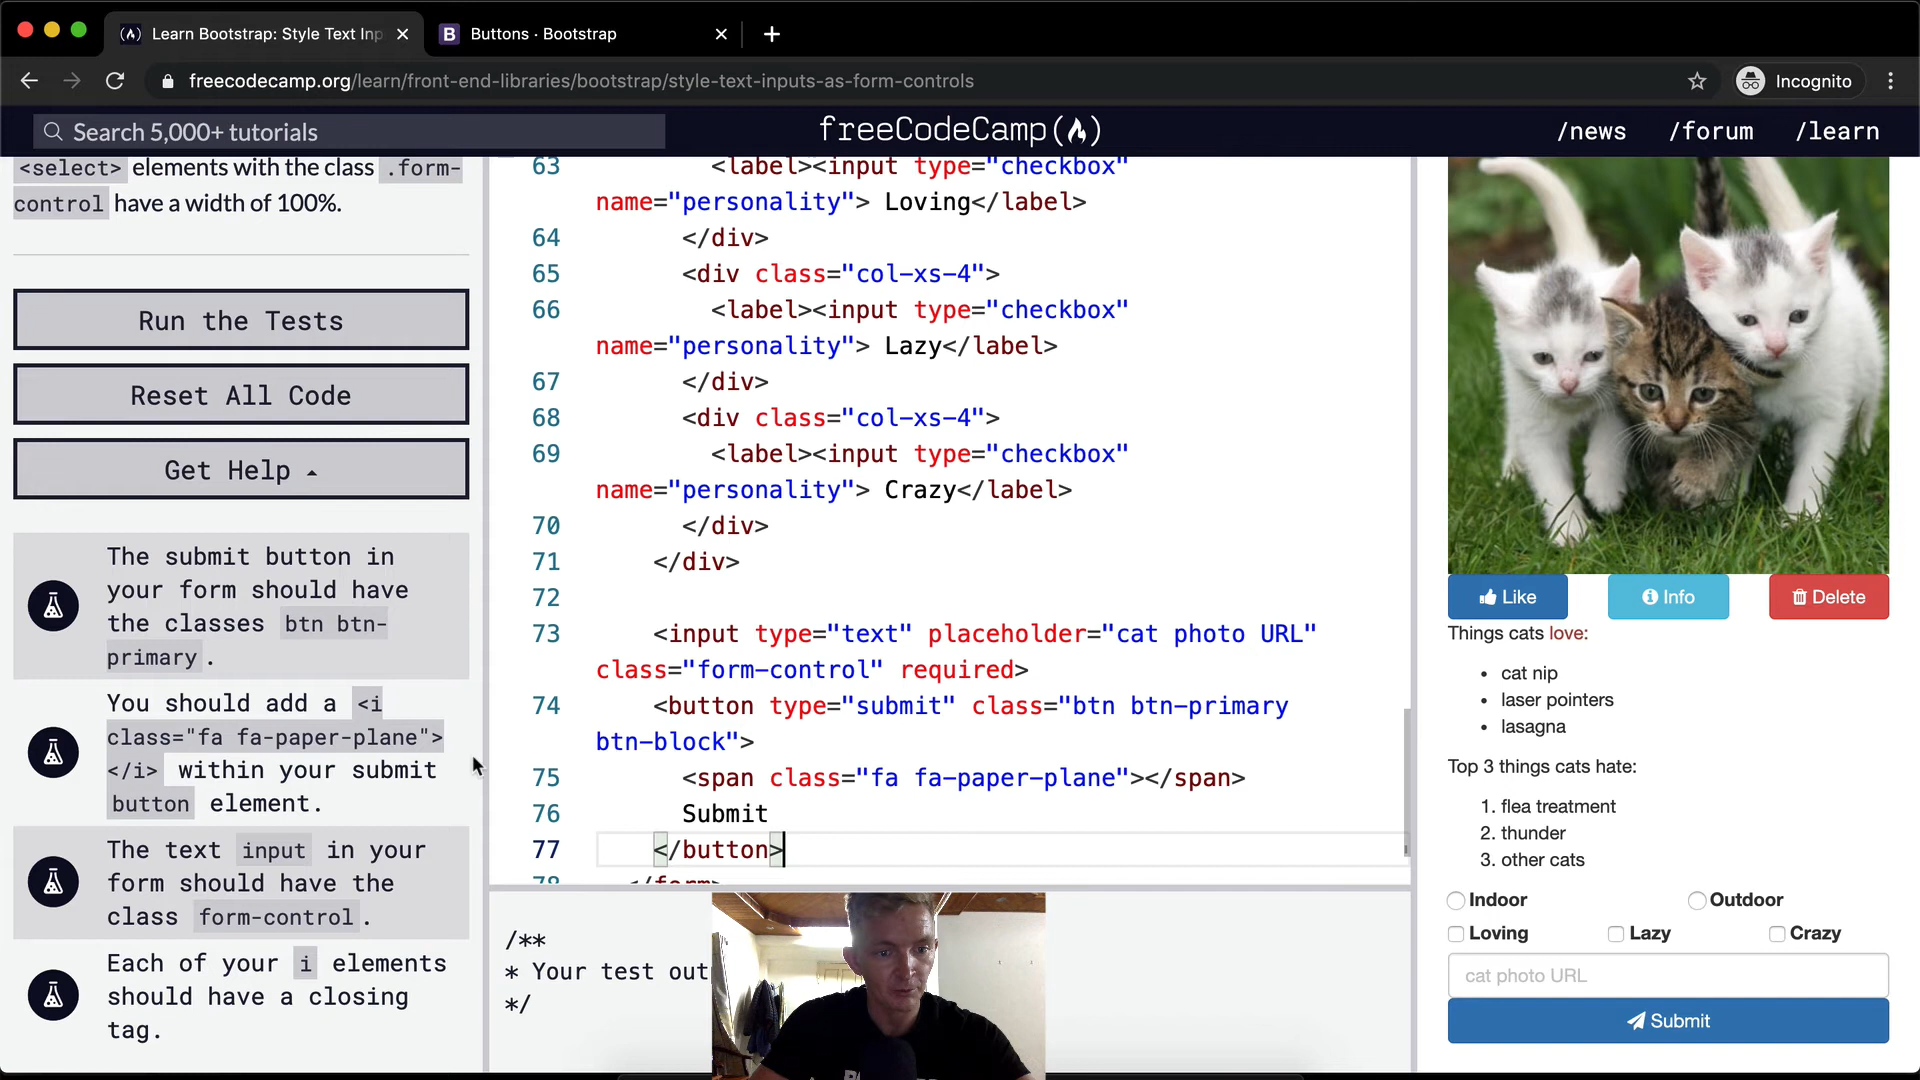 Learn Bootstrap: Style Text Inp
Buttons · Bootstrap
freecodecamp.org/learn/front-end-libraries/bootstrap/style-text-inputs-as-form-controls
Incognito
Search 5,000+ tutorials
freeCodeCamp(
)
/news
/forum
/learn
<select> elements with the class .form-
control have a width of 100%.
Run the Tests
Reset All Code
Get Help
The submit button in
your form should have
the classes btn btn-
primary .
You should add a <i
class="fa fa-paper-plane">
</i> within your submit
button element.
The text input in your
form should have the
class form-control .
Each of your i elements
should have a closing
tag.
63 <label><input type="checkbox"
name="personality"> Loving</label>
64 </div>
65 <div class="col-xs-4">
66 <label><input type="checkbox"
name="personality"> Lazy</label>
67 </div>
68 <div class="col-xs-4">
69 <label><input type="checkbox"
name="personality"> Crazy</label>
70 </div>
71 </div>
72
73 <input type="text" placeholder="cat photo URL"
class="form-control" required>
74 <button type="submit" class="btn btn-primary
btn-block">
75 <span class="fa fa-paper-plane"></span>
76 Submit
77 </button>
78 </form>
/**
* Your test out
*/
Like
Info
Delete
Things cats love:
• cat nip
• laser pointers
• lasagna
Top 3 things cats hate:
1. flea treatment
2. thunder
3. other cats
Indoor
Outdoor
Loving
Lazy
Crazy
cat photo URL
Submit